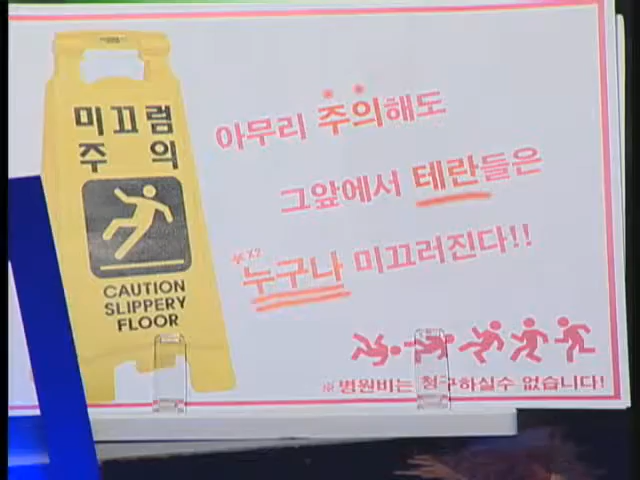 미끄럼
주의
CAUTION
SLIPPERY
FLOOR
아무리 주의해도
그앞에서 테란들은
누구나 미끄러진다!!
※병원비는 청구하실수 없습니다!